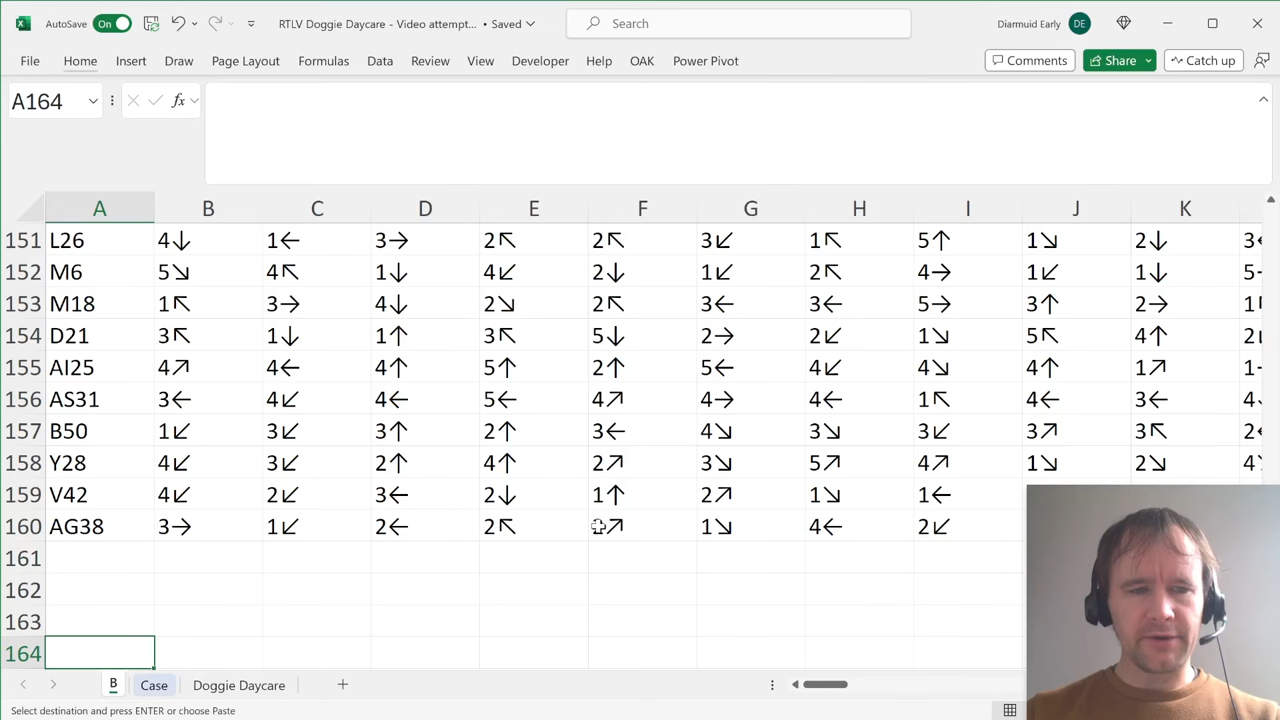 AutoSave On RTLV Doggie Daycare - Video attempt... • Saved Search Diarmuid Early DE
File Home Insert Draw Page Layout Formulas Data Review View Developer Help OAK Power Pivot Comments Share Catch up
A164 fx
A B C D E F G H I J K
151 L26 4↓ 1← 3→ 2↖ 2↖ 3↙ 1↖ 5↑ 1↘ 2↓
152 M6 5↘ 4↖ 1↓ 4↙ 2↓ 1↙ 2↖ 4→ 1↙ 1↓
153 M18 1↖ 3→ 4↓ 2↘ 2↖ 3← 3← 5→ 3↑ 2→
154 D21 3↖ 1↓ 1↑ 3↖ 5↓ 2→ 2↙ 1↘ 5↖ 4↑
155 AI25 4↗ 4← 4↑ 5↑ 2↑ 5← 4↙ 4↘ 4↑ 1↗
156 AS31 3← 4↙ 4← 5← 4↗ 4→ 4← 1↖ 4← 3←
157 B50 1↙ 3↙ 3↑ 2↑ 3← 4↘ 3↘ 3↙ 3↗ 3↖
158 Y28 4↙ 3↙ 2↑ 4↑ 2↗ 3↘ 5↗ 4↗ 1↘ 2↘
159 V42 4↙ 2↙ 3← 2↓ 1↑ 2↗ 1↘ 1←
160 AG38 3→ 1↙ 2← 2↖ ↗ 1↘ 4← 2↙
161
162
163
164
B Case Doggie Daycare
Select destination and press ENTER or choose Paste